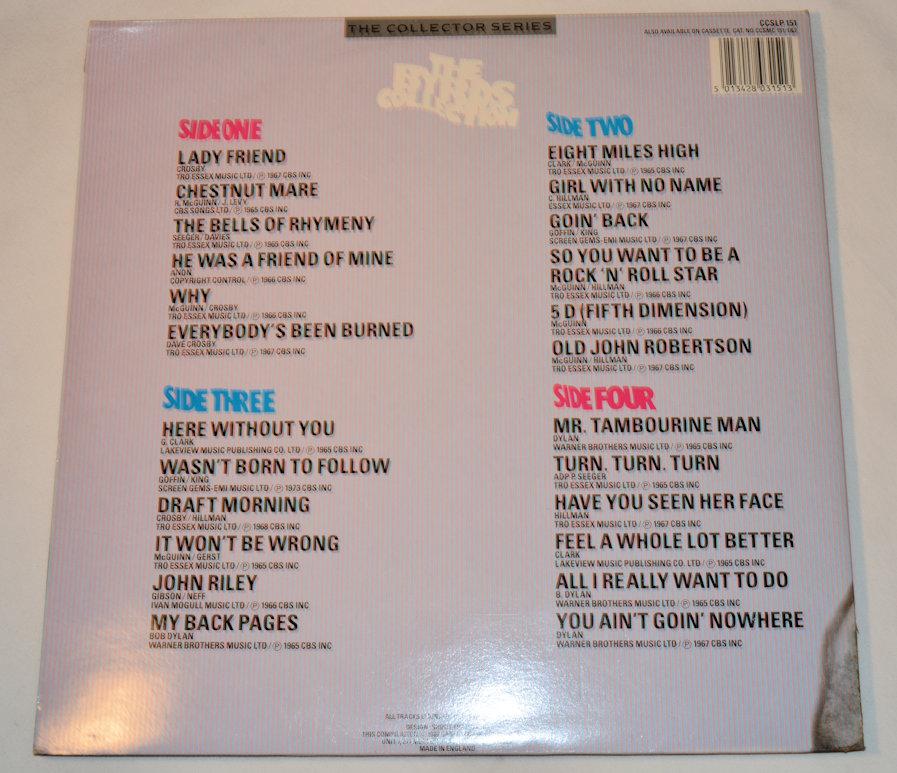 THE COLLECTOR SERIES
CCSLP 151
ALSO AVAILABLE ON CASSETTE CAT. NO. CCSMC 151
5 013428 031513
THE
BYRDS
COLLECTION
SIDE ONE
LADY FRIEND
CROSBY
TRO ESSEX MUSIC LTD / ℗ 1967 CBS INC
CHESTNUT MARE
R. McGUINN / J. LEVY
CBS SONGS LTD / ℗ 1965 CBS INC
THE BELLS OF RHYMENY
SEEGER / DAVIES
TRO ESSEX MUSIC LTD / ℗ 1965 CBS INC
HE WAS A FRIEND OF MINE
ANON
COPYRIGHT CONTROL / ℗ 1966 CBS INC
WHY
McGUINN / CROSBY
TRO ESSEX MUSIC LTD / ℗ 1966 CBS INC
EVERYBODY'S BEEN BURNED
DAVE CROSBY
TRO ESSEX MUSIC LTD / ℗ 1967 CBS INC
SIDE TWO
EIGHT MILES HIGH
CLARK / McGUINN
TRO ESSEX MUSIC LTD / ℗ 1965 CBS INC
GIRL WITH NO NAME
C. HILLMAN
ESSEX MUSIC LTD / ℗ 1967 CBS INC
GOIN' BACK
GOFFIN / KING
SCREEN GEMS-EMI MUSIC LTD / ℗ 1967 CBS INC
SO YOU WANT TO BE A
ROCK 'N' ROLL STAR
McGUINN / HILLMAN
TRO ESSEX MUSIC LTD / ℗ 1966 CBS INC
5 D (FIFTH DIMENSION)
McGUINN
TRO ESSEX MUSIC LTD / ℗ 1966 CBS INC
OLD JOHN ROBERTSON
McGUINN / HILLMAN
TRO ESSEX MUSIC LTD / ℗ 1967 CBS INC
SIDE THREE
HERE WITHOUT YOU
G. CLARK
LAKEVIEW MUSIC PUBLISHING CO. LTD / ℗ 1965 CBS INC
WASN'T BORN TO FOLLOW
GOFFIN / KING
SCREEN GEMS-EMI MUSIC LTD / ℗ 1973 CBS INC
DRAFT MORNING
CROSBY / HILLMAN
TRO ESSEX MUSIC LTD / ℗ 1968 CBS INC
IT WON'T BE WRONG
McGUINN / GERST
TRO ESSEX MUSIC LTD / ℗ 1965 CBS INC
JOHN RILEY
GIBSON / NEFF
IVAN MOGULL MUSIC LTD / ℗ 1966 CBS INC
MY BACK PAGES
BOB DYLAN
WARNER BROTHERS MUSIC LTD / ℗ 1965 CBS INC
SIDE FOUR
MR. TAMBOURINE MAN
DYLAN
WARNER BROTHERS MUSIC LTD / ℗ 1965 CBS INC
TURN. TURN. TURN
ADP P. SEEGER
TRO ESSEX MUSIC LTD / ℗ 1965 CBS INC
HAVE YOU SEEN HER FACE
HILLMAN
TRO ESSEX MUSIC LTD / ℗ 1967 CBS INC
FEEL A WHOLE LOT BETTER
CLARK
LAKEVIEW MUSIC PUBLISHING CO. LTD / ℗ 1965 CBS INC
ALL I REALLY WANT TO DO
B. DYLAN
WARNER BROTHERS MUSIC LTD / ℗ 1965 CBS INC
YOU AIN'T GOIN' NOWHERE
DYLAN
WARNER BROTHERS MUSIC LTD / ℗ 1967 CBS INC
ALL TRACKS
DESIGN
THIS COMPILATION
MADE IN ENGLAND